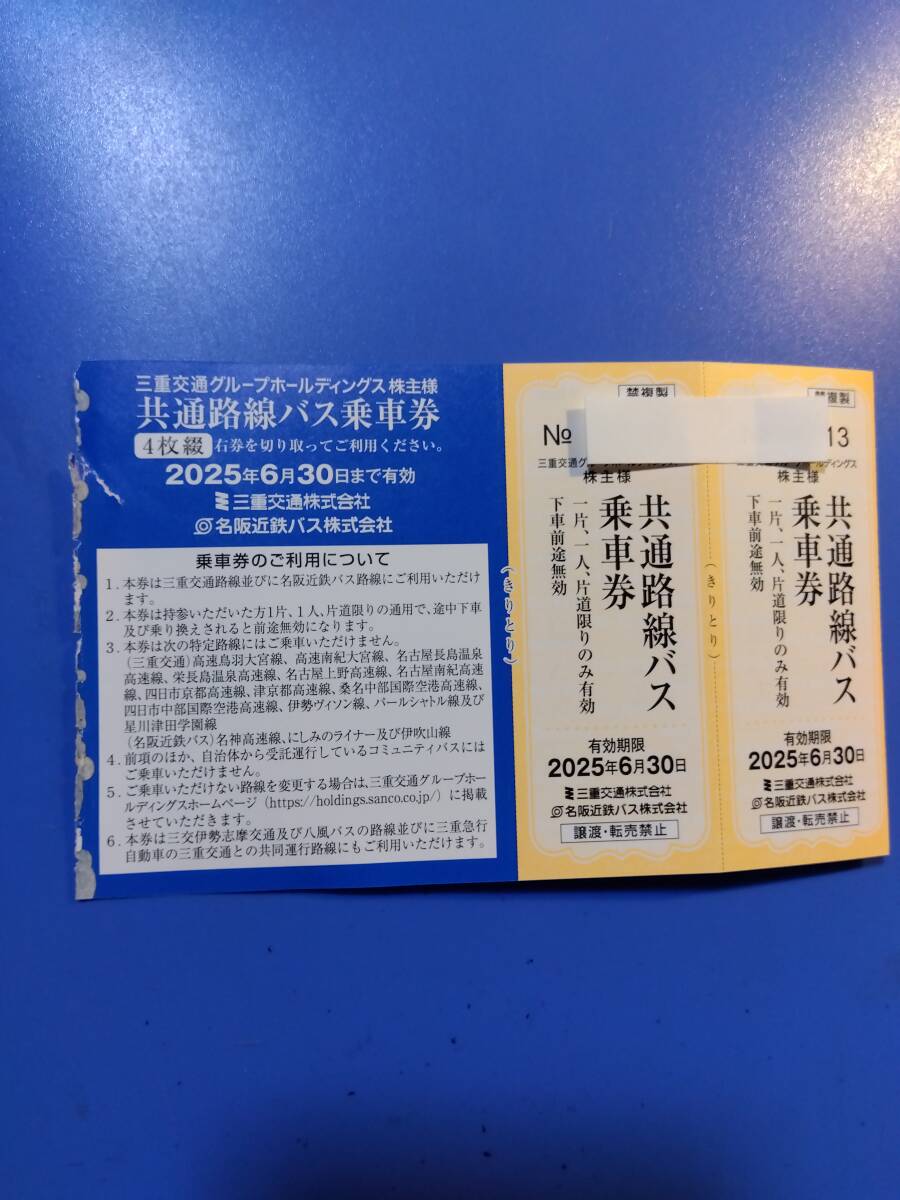 三重交通グループホールディングス 株主様
共通路線バス乗車券
4枚綴 右券を切り取ってご利用ください。
2025年6月30日まで有効
三重交通株式会社
名阪近鉄バス株式会社
乗車券のご利用について
1. 本券は三重交通路線並びに名阪近鉄バス路線にご利用いただけ
ます。
2. 本券は持参いただいた方1片、1人、片道限りの通用で、途中下車
及び乗り換えされると前途無効になります。
3. 本券は次の特定路線にはご乗車いただけません。
(三重交通)高速鳥羽大宮線、高速南紀大宮線、名古屋長島温泉
高速線、栄長島温泉高速線、名古屋上野高速線、名古屋南紀高速
線、四日市京都高速線、津京都高速線、桑名中部国際空港高速線、
四日市中部国際空港高速線、伊勢ヴィソン線、パールシャトル線及び
星川津田学園線
(名阪近鉄バス)名神高速線、にしみのライナー及び伊吹山線
4. 前項のほか、自治体から受託運行しているコミュニティバスには
ご乗車いただけません。
5. ご乗車いただけない路線を変更する場合は、三重交通グループホー
ルディングスホームページ(https://holdings.sanco.co.jp/)に掲載
させていただきます。
6. 本券は三交伊勢志摩交通及び八風バスの路線並びに三重急行
自動車の三重交通との共同運行路線にもご利用いただけます。
(きりとり)
禁複製
№
三重交通グ
株主様
共通路線バス
乗車券
一片、一人、片道限りのみ有効
下車前途無効
有効期限
2025年6月30日
三重交通株式会社
名阪近鉄バス株式会社
譲渡・転売禁止
(きりとり)
禁複製
13
ールディングス
株主様
共通路線バス
乗車券
一片、一人、片道限りのみ有効
下車前途無効
有効期限
2025年6月30日
三重交通株式会社
名阪近鉄バス株式会社
譲渡・転売禁止